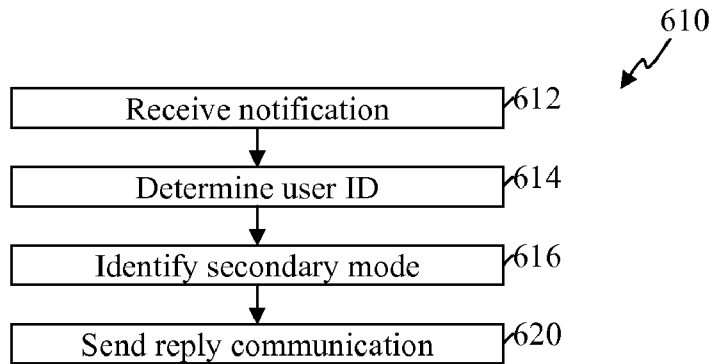 610
Receive notification 612
Determine user ID 614
Identify secondary mode 616
Send reply communication 620